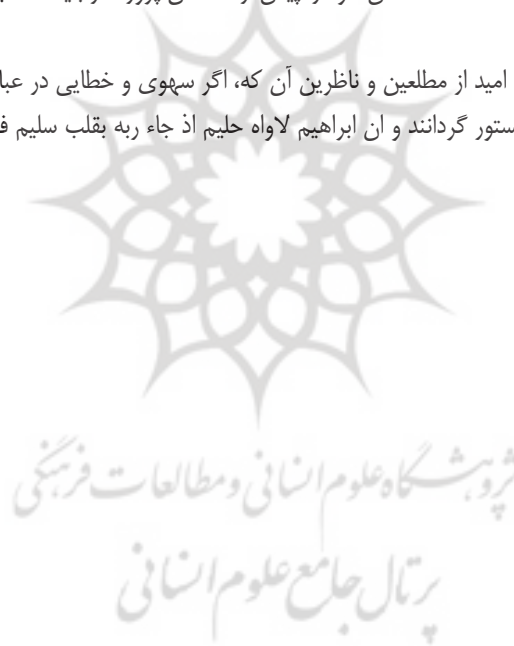 امید از مطلعین و ناظرین آن که، اگر سهوی و خطایی در عبا
ستور گردانند و ان ابراهیم لاواه حلیم اذ جاء ربه بقلب سلیم ف
پژوهشگاه علوم انسانی و مطالعات فرهنگی
پرتال جامع علوم انسانی